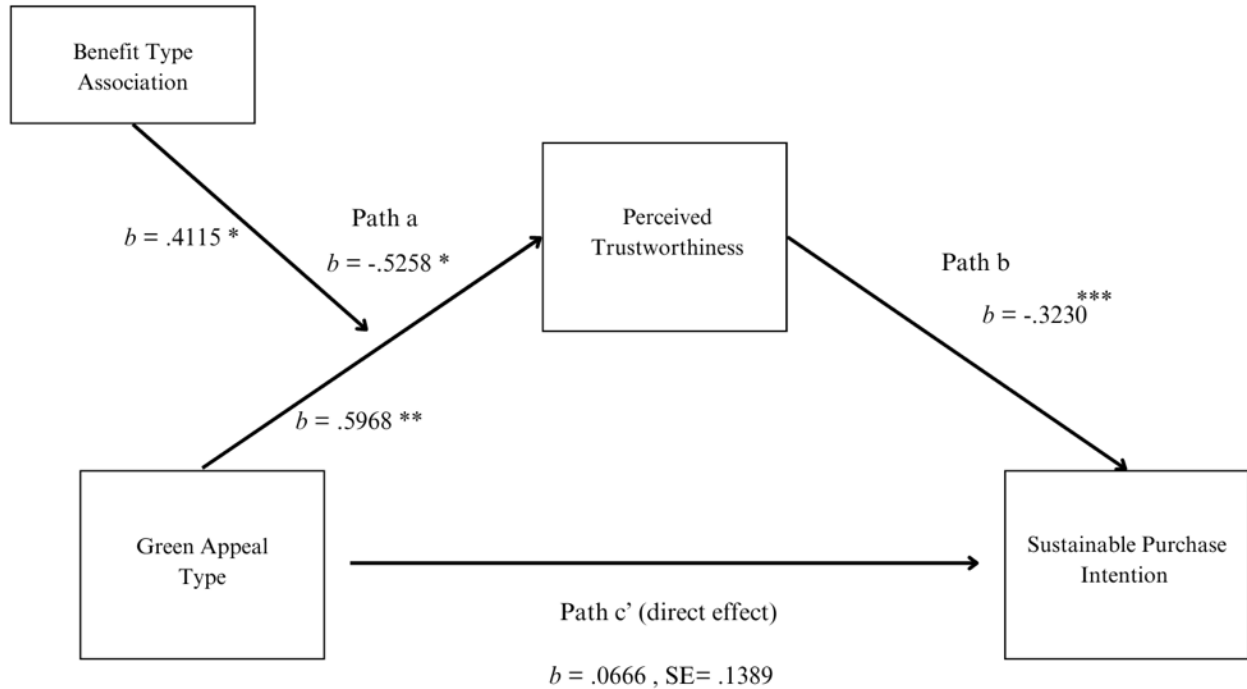 Benefit Type
Association
b = .4115 *
Path a
b = -.5258 *
Perceived
Trustworthiness
Path b
b = -.3230***
b = .5968 **
Green Appeal
Type
Sustainable Purchase
Intention
Path c’ (direct effect)
b = .0666 , SE= .1389